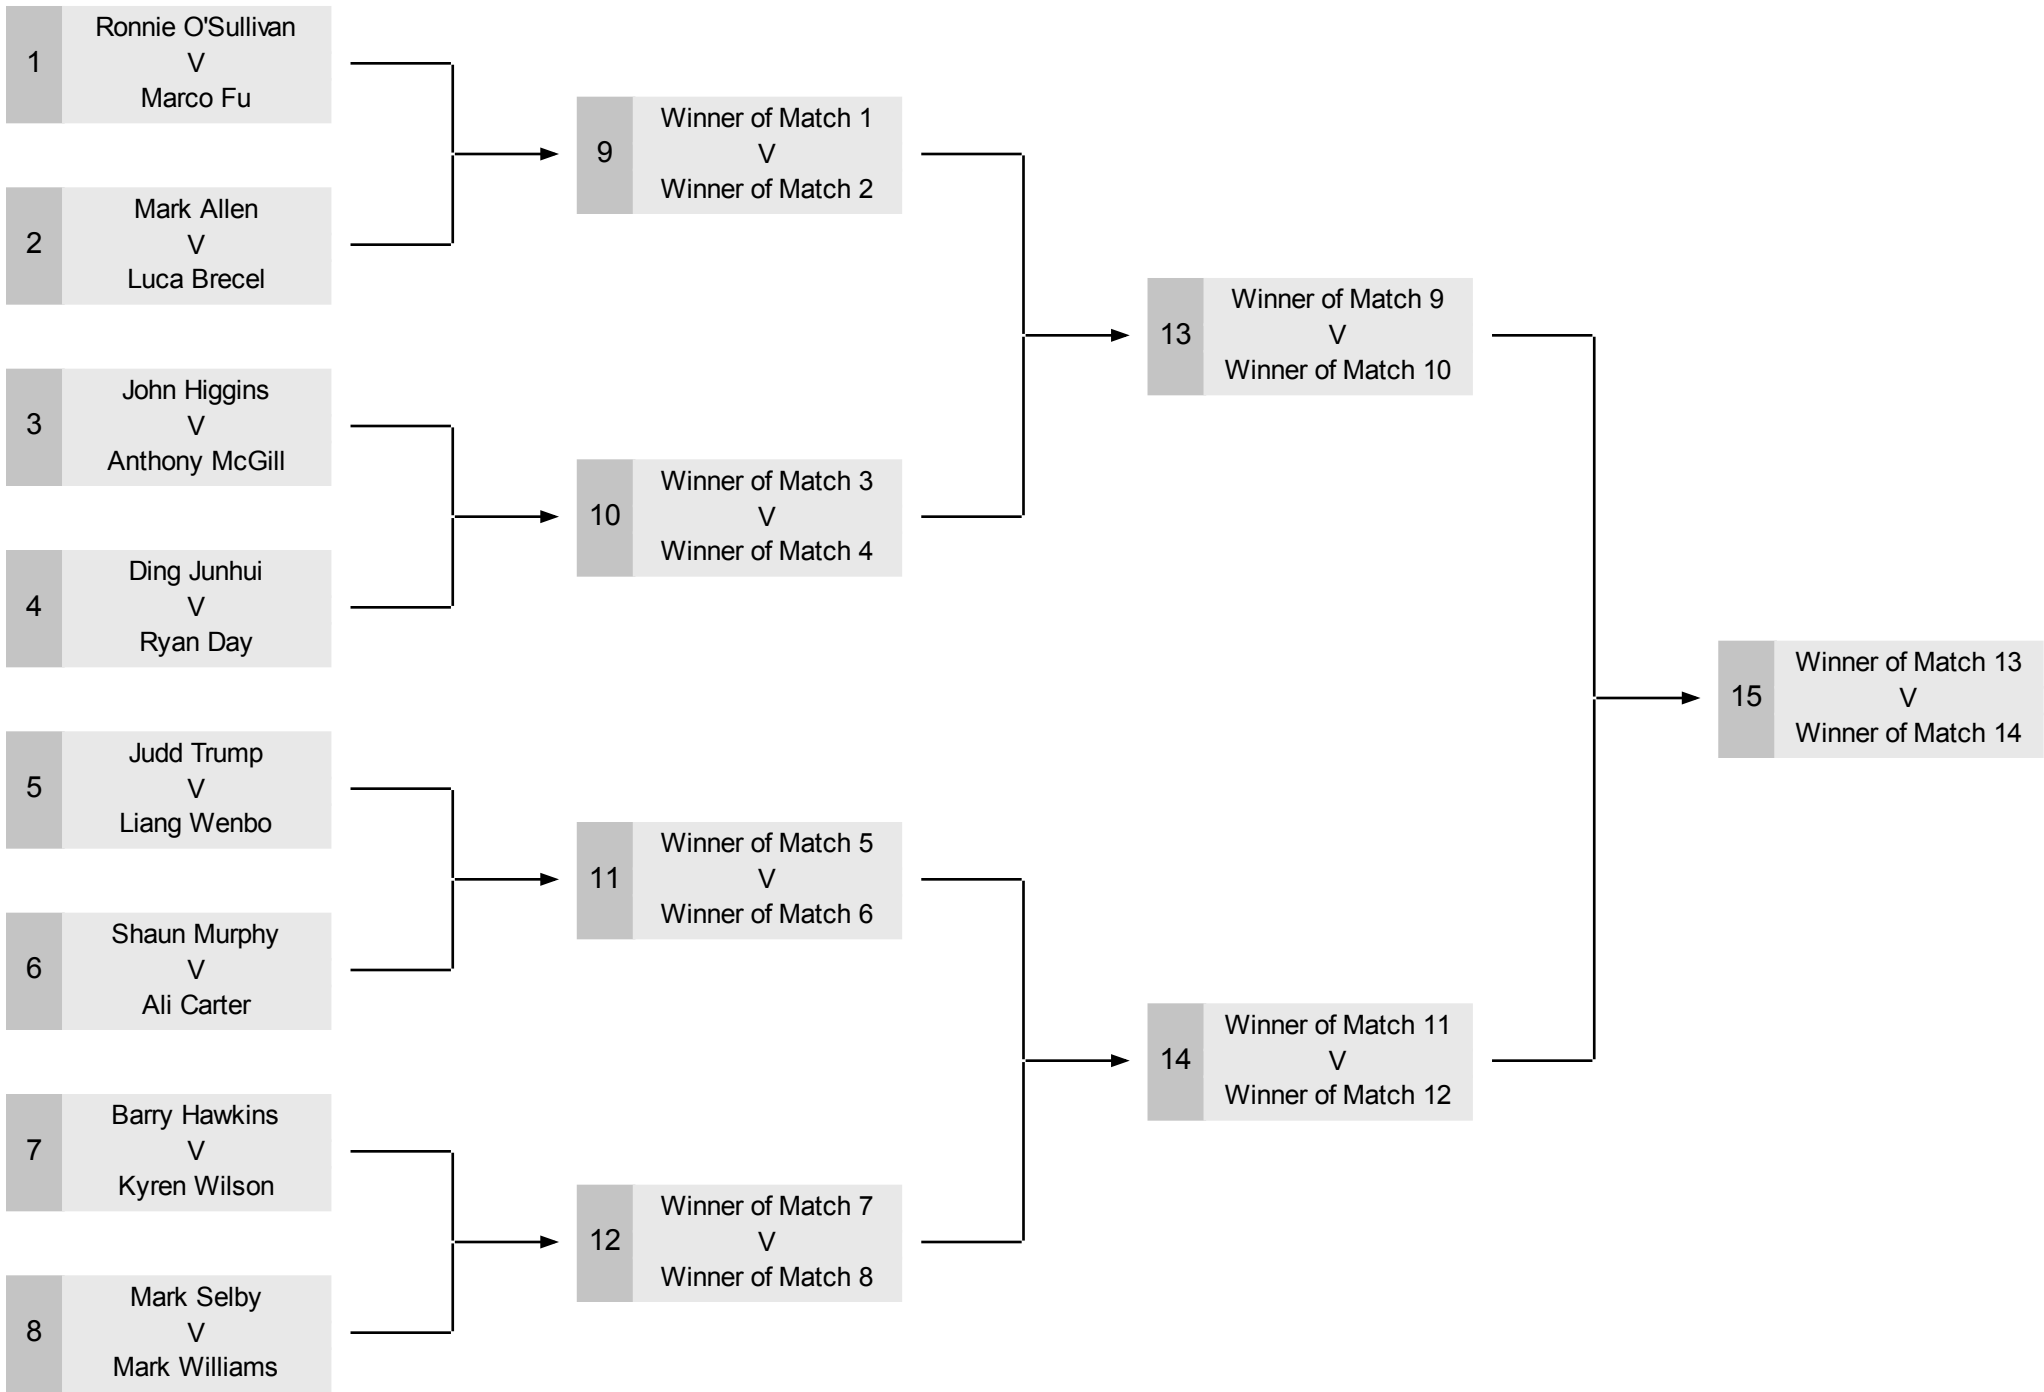 1
Ronnie O'Sullivan
V
Marco Fu
2
Mark Allen
V
Luca Brecel
3
John Higgins
V
Anthony McGill
4
Ding Junhui
V
Ryan Day
5
Judd Trump
V
Liang Wenbo
6
Shaun Murphy
V
Ali Carter
7
Barry Hawkins
V
Kyren Wilson
8
Mark Selby
V
Mark Williams
9
Winner of Match 1
V
Winner of Match 2
10
Winner of Match 3
V
Winner of Match 4
11
Winner of Match 5
V
Winner of Match 6
12
Winner of Match 7
V
Winner of Match 8
13
Winner of Match 9
V
Winner of Match 10
14
Winner of Match 11
V
Winner of Match 12
15
Winner of Match 13
V
Winner of Match 14